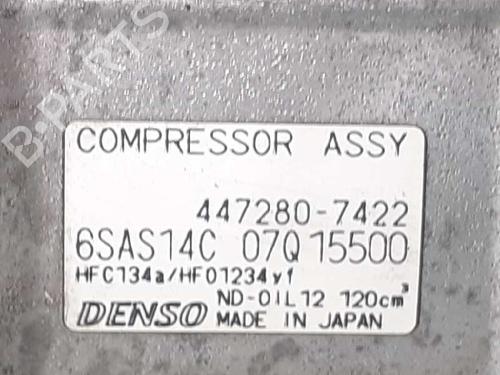 B-PARTS
COMPRESSOR ASSY
447280-7422
6SAS14C 07Q15500
HFC134a/HFO1234yf
ND-OIL12 120cm³
DENSO MADE IN JAPAN